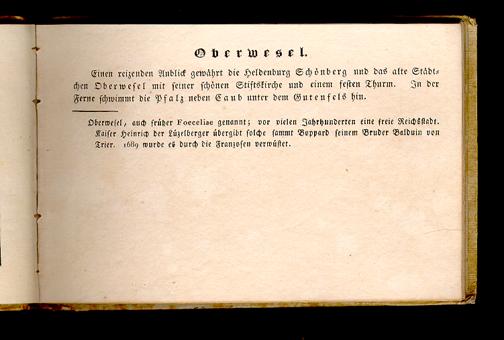 Oberwesel.
Einen reizenden Anblick gewährt die Heldenburg Schönberg und das alte Städt-
chen Oberwesel mit seiner schönen Stiftskirche und einem festen Thurm. In der
Ferne schwimmt die Pfalz neben Caub unter dem Gutenfels hin.
Oberwesel, auch früher Foeceliae genannt; vor vielen Jahrhunderten eine freie Reichsstadt.
Kaiser Heinrich der Lüzelberger übergibt solche sammt Boppard seinem Bruder Balduin von
Trier. 1689 wurde es durch die Franzosen verwüstet.